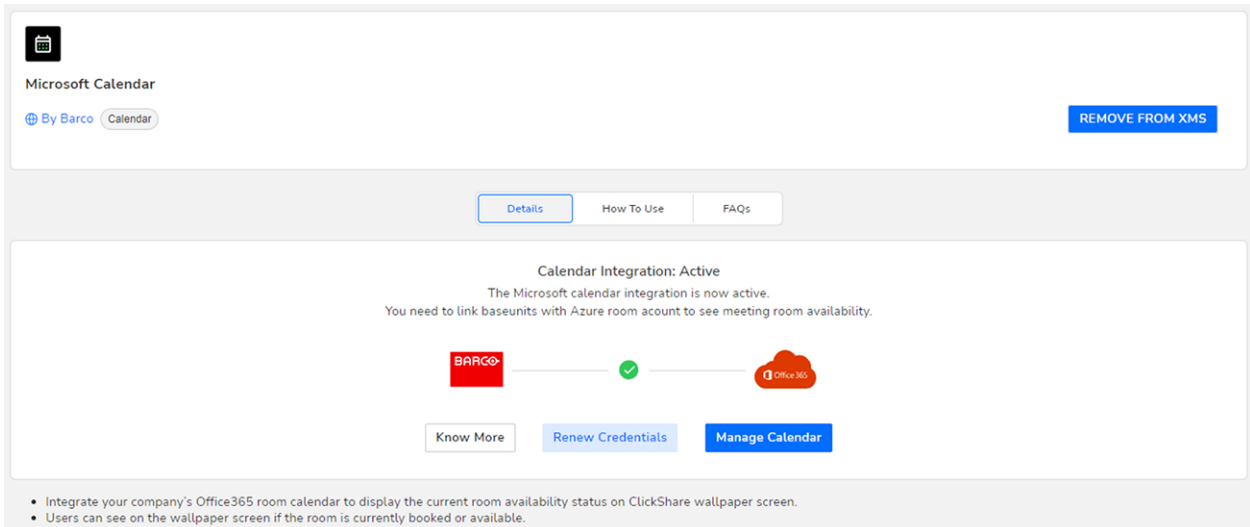 Microsoft Calendar
By Barco Calendar
REMOVE FROM XMS
Details How To Use FAQs
Calendar Integration: Active
The Microsoft calendar integration is now active.
You need to link baseunits with Azure room acount to see meeting room availability.
BARCO
Office 365
Know More Renew Credentials Manage Calendar
• Integrate your company's Office365 room calendar to display the current room availability status on ClickShare wallpaper screen.
• Users can see on the wallpaper screen if the room is currently booked or available.